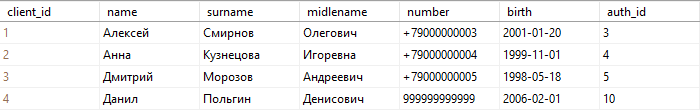 client_id name surname midlename number birth auth_id
1 Алексей Смирнов Олегович +79000000003 2001-01-20 3
2 Анна Кузнецова Игоревна +79000000004 1999-11-01 4
3 Дмитрий Морозов Андреевич +79000000005 1998-05-18 5
4 Данил Польгин Денисович 999999999999 2006-02-01 10